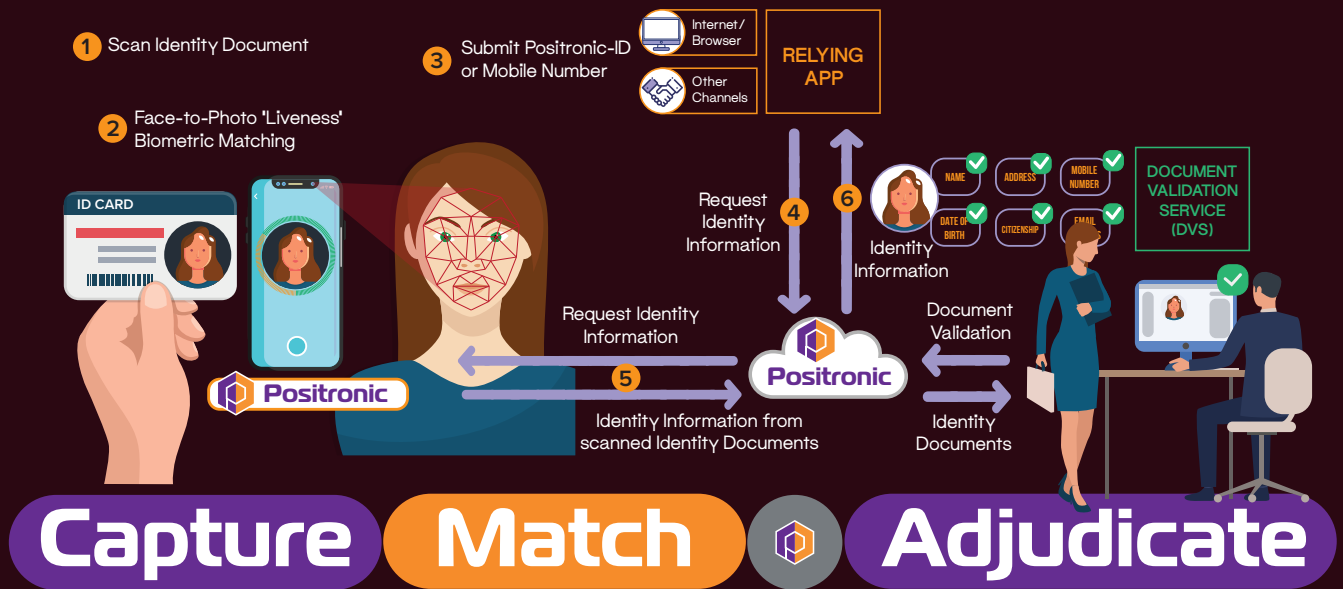 1 Scan Identity Document
2 Face-to-Photo 'Liveness'
Biometric Matching
ID CARD
Positronic
3 Submit Positronic-ID
or Mobile Number
Internet/
Browser
Other
Channels
RELYING
APP
Request
Identity
Information
4
6
Identity
Information
NAME
ADDRESS
MOBILE
NUMBER
DATE OF
BIRTH
CITIZENSHIP
EMAIL
DOCUMENT
VALIDATION
SERVICE
(DVS)
Request Identity
Information
5
Identity Information from
scanned Identity Documents
Positronic
Document
Validation
Identity
Documents
Capture
Match
Adjudicate